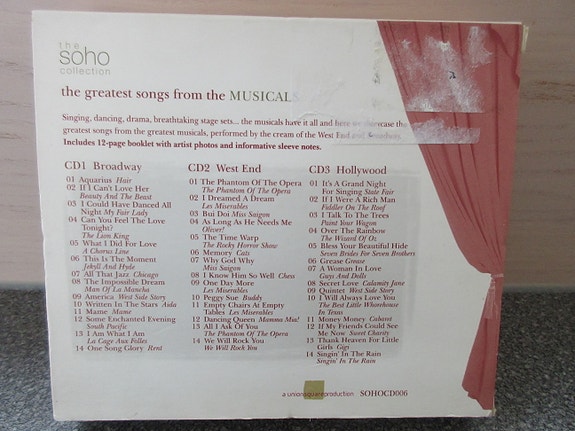 the
soho
collection
the greatest songs from the MUSICALS
Singing, dancing, drama, breathtaking stage sets... the musicals have it all and here we showcase the
greatest songs from the greatest musicals, performed by the cream of the West End and Broadway.
Includes 12-page booklet with artist photos and informative sleeve notes.
CD1 Broadway
01 Aquarius Hair
02 If I Can't Love Her
Beauty And The Beast
03 I Could Have Danced All
Night My Fair Lady
04 Can You Feel The Love
Tonight?
The Lion King
05 What I Did For Love
A Chorus Line
06 This Is The Moment
Jekyll And Hyde
07 All That Jazz Chicago
08 The Impossible Dream
Man Of La Mancha
09 America West Side Story
10 Written In The Stars Aida
11 Mame Mame
12 Some Enchanted Evening
South Pacific
13 I Am What I Am
La Cage Aux Folles
14 One Song Glory Rent
CD2 West End
01 The Phantom Of The Opera
The Phantom Of The Opera
02 I Dreamed A Dream
Les Miserables
03 Bui Doi Miss Saigon
04 As Long As He Needs Me
Oliver!
05 The Time Warp
The Rocky Horror Show
06 Memory Cats
07 Why God Why
Miss Saigon
08 I Know Him So Well Chess
09 One Day More
Les Miserables
10 Peggy Sue Buddy
11 Empty Chairs At Empty
Tables Les Miserables
12 Dancing Queen Mamma Mia!
13 All I Ask Of You
The Phantom Of The Opera
14 We Will Rock You
We Will Rock You
CD3 Hollywood
01 It's A Grand Night
For Singing State Fair
02 If I Were A Rich Man
Fiddler On The Roof
03 I Talk To The Trees
Paint Your Wagon
04 Over The Rainbow
The Wizard Of Oz
05 Bless Your Beautiful Hide
Seven Brides For Seven Brothers
06 Grease Grease
07 A Woman In Love
Guys And Dolls
08 Secret Love Calamity Jane
09 Quintet West Side Story
10 I Will Always Love You
The Best Little Whorehouse
In Texas
11 Money Money Cabaret
12 If My Friends Could See
Me Now Sweet Charity
13 Thank Heaven For Little
Girls Gigi
14 Singin' In The Rain
Singin' In The Rain
a unionsquareproduction SOHOCD006